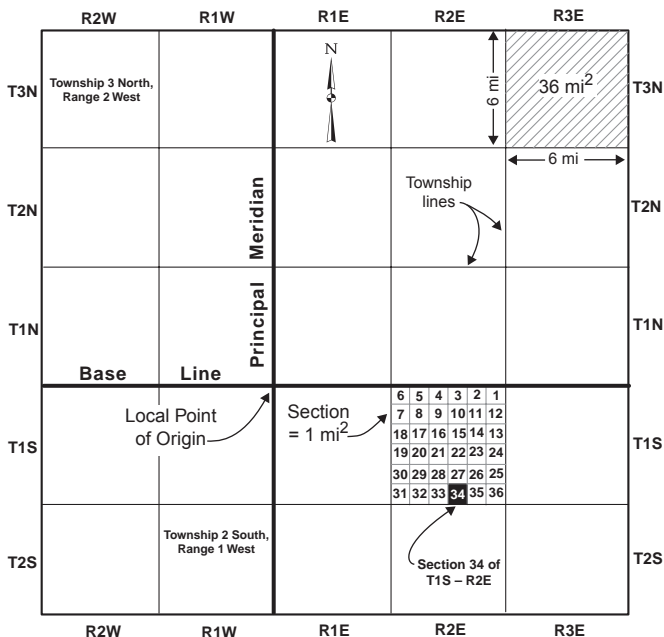 R2W R1W R1E R2E R3E
T3N
Township 3 North,
Range 2 West
N
6 mi
36 mi²
T3N
6 mi
T2N
Principal Meridian
Township
lines
T2N
T1N
T1N
Base Line
Local Point
of Origin
Section
= 1 mi²
6 5 4 3 2 1
7 8 9 10 11 12
18 17 16 15 14 13
19 20 21 22 23 24
30 29 28 27 26 25
31 32 33 34 35 36
T1S
T1S
Township 2 South,
Range 1 West
Section 34 of
T1S – R2E
T2S
T2S
R2W R1W R1E R2E R3E